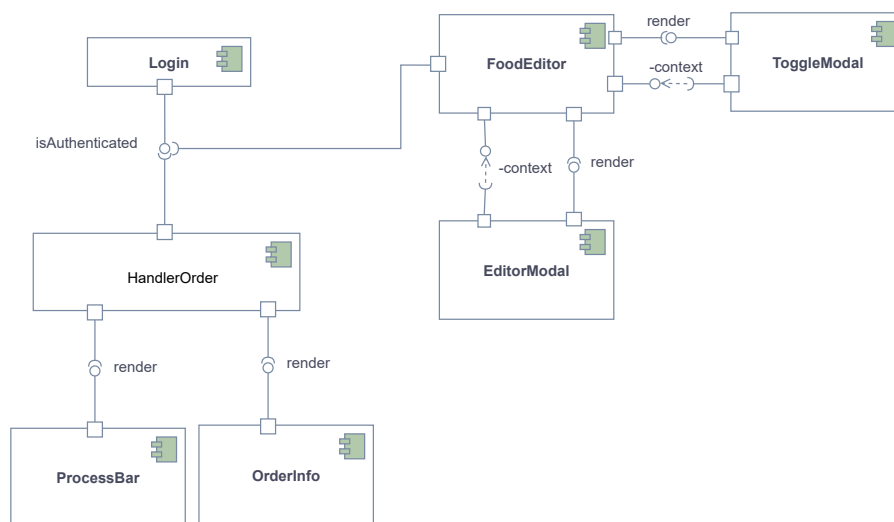 render
Login
FoodEditor
ToggleModal
-context
isAuthenticated
-context
render
EditorModal
HandlerOrder
render
render
ProcessBar
OrderInfo